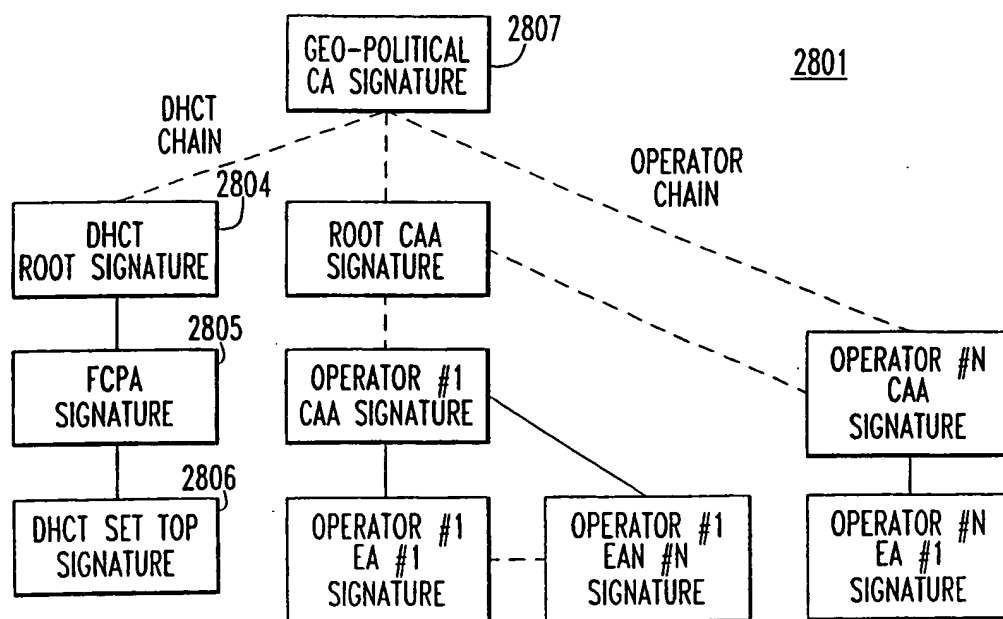 GEO-POLITICAL
CA SIGNATURE
2807
2801
DHCT
CHAIN
OPERATOR
CHAIN
2804
DHCT
ROOT SIGNATURE
ROOT CAA
SIGNATURE
2805
FCPA
SIGNATURE
OPERATOR #1
CAA SIGNATURE
OPERATOR #N
CAA
SIGNATURE
2806
DHCT SET TOP
SIGNATURE
OPERATOR #1
EA #1
SIGNATURE
OPERATOR #1
EAN #N
SIGNATURE
OPERATOR #N
EA #1
SIGNATURE